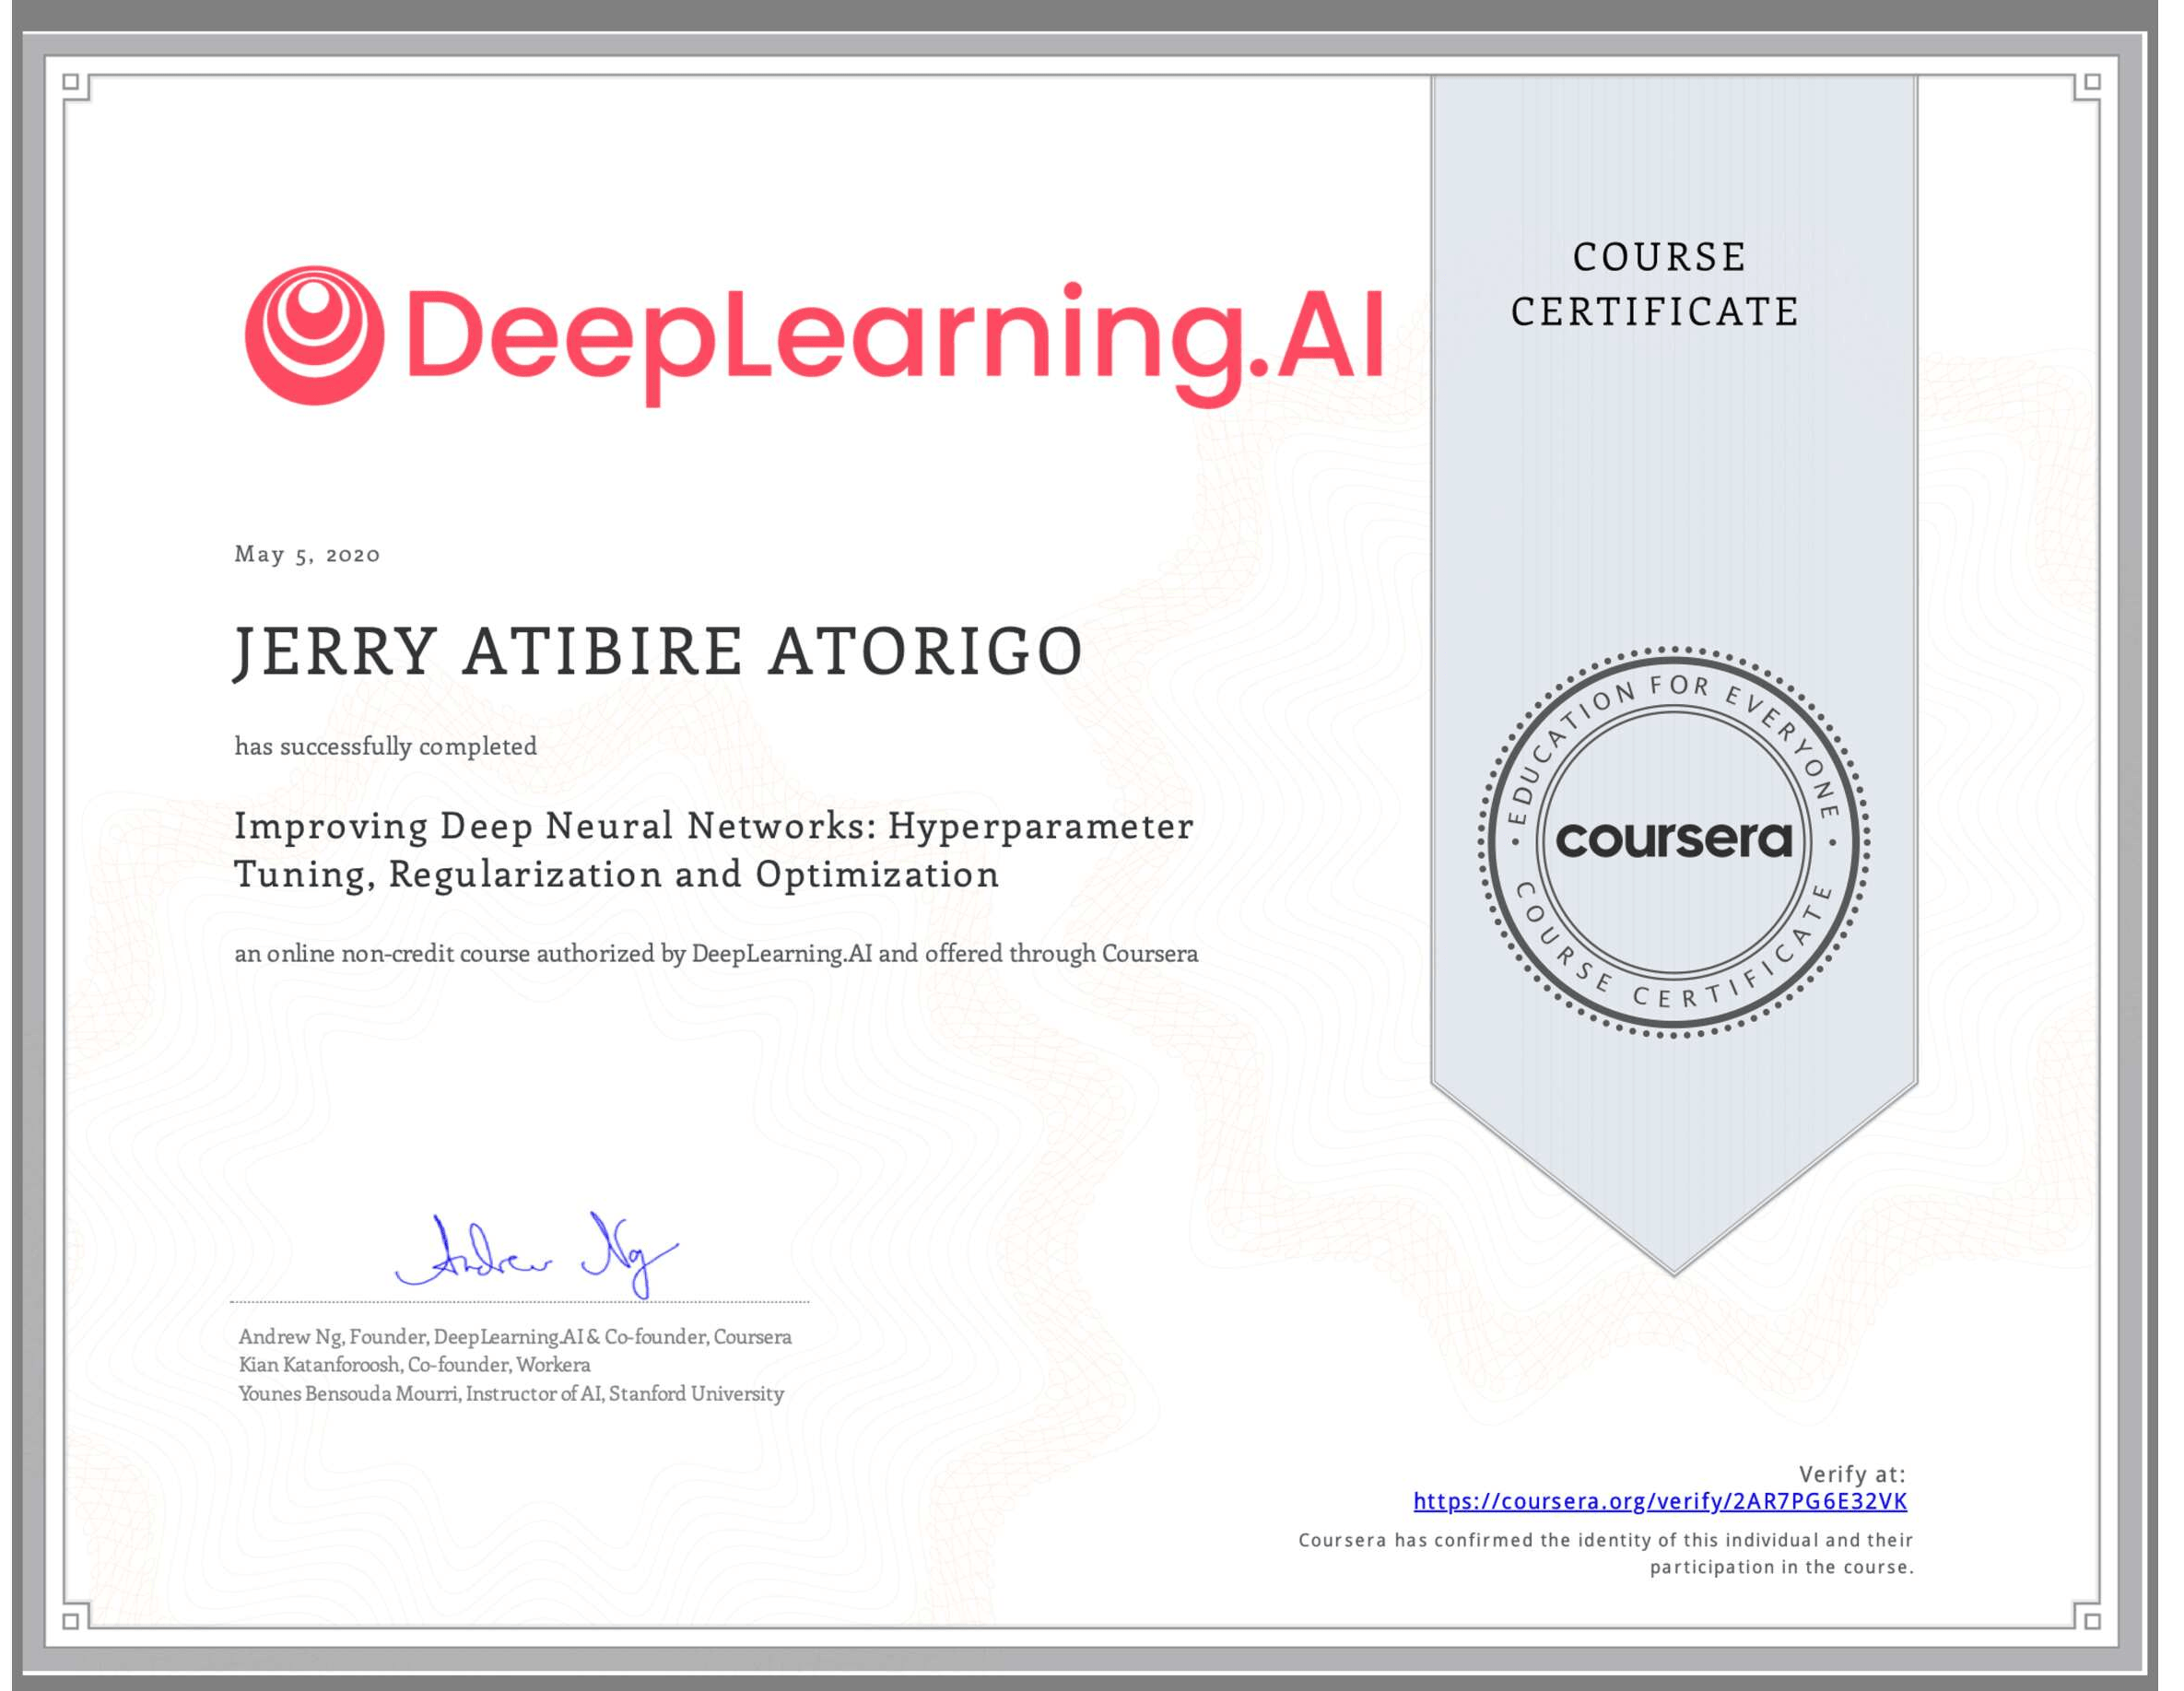 DeepLearning.AI
COURSE
CERTIFICATE
May 5, 2020
JERRY ATIBIRE ATORIGO
has successfully completed
Improving Deep Neural Networks: Hyperparameter
Tuning, Regularization and Optimization
an online non-credit course authorized by DeepLearning.AI and offered through Coursera
EDUCATION FOR EVERYONE
coursera
COURSE CERTIFICATE
Andrew Ng
Andrew Ng, Founder, DeepLearning.AI & Co-founder, Coursera
Kian Katanforoosh, Co-founder, Workera
Younes Bensouda Mourri, Instructor of AI, Stanford University
Verify at:
https://coursera.org/verify/2AR7PG6E32VK
Coursera has confirmed the identity of this individual and their
participation in the course.